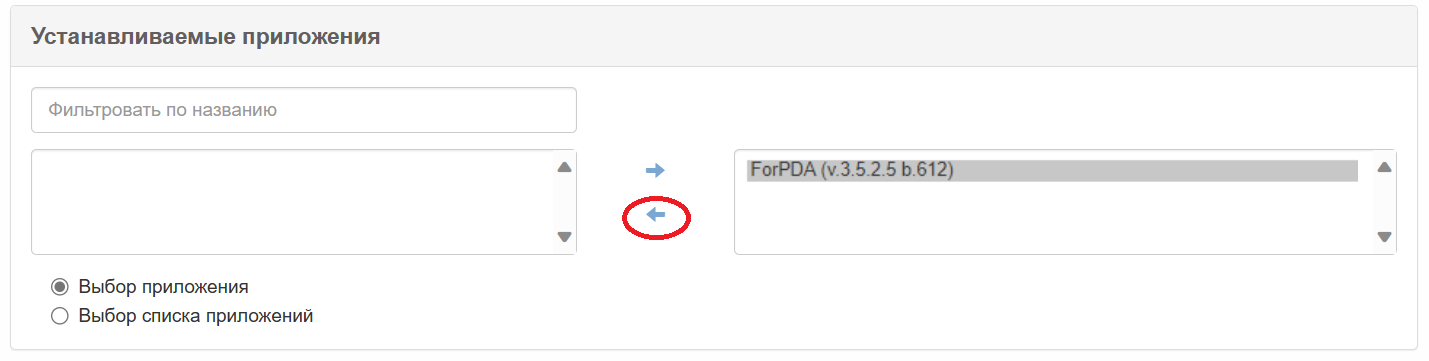 Устанавливаемые приложения
Фильтровать по названию
ForPDA (v.3.5.2.5 b.612)
Выбор приложения
Выбор списка приложений